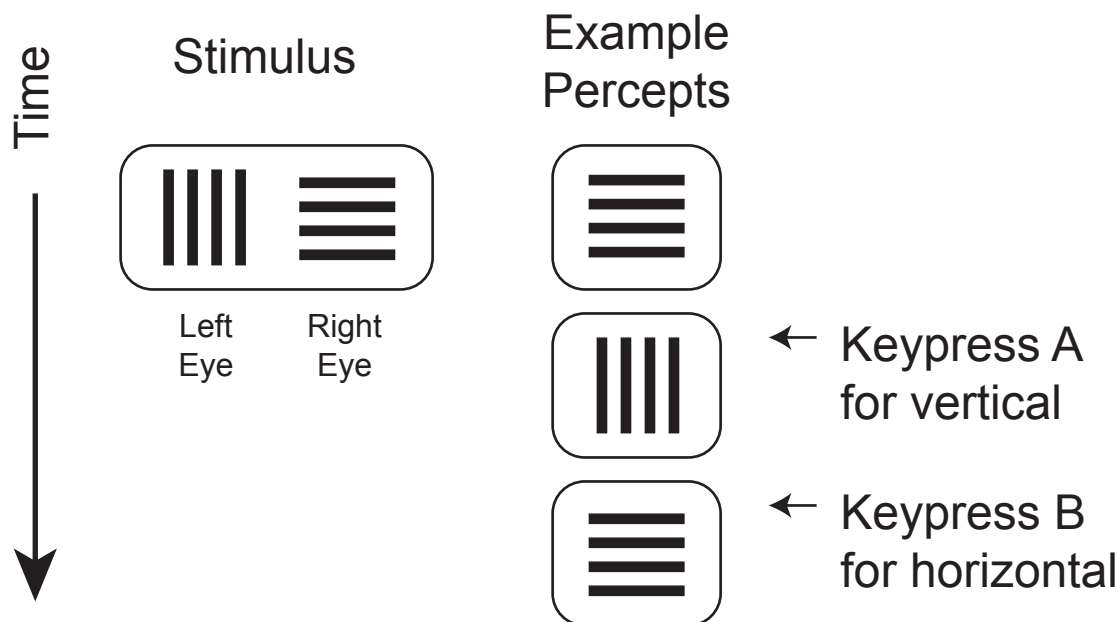 Time
Stimulus
Example
Percepts
Left
Eye
Right
Eye
Keypress A
for vertical
Keypress B
for horizontal